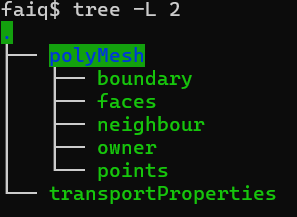 faiq$ tree -L 2
.
├── polyMesh
│   ├── boundary
│   ├── faces
│   ├── neighbour
│   ├── owner
│   └── points
└── transportProperties